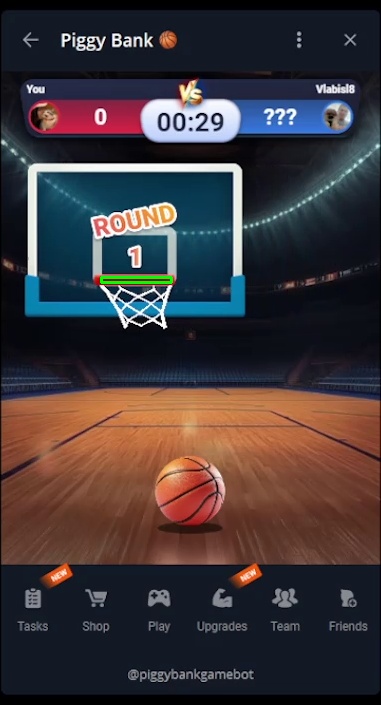 Piggy Bank 🏀
You
VS
Vlabisl8
0
00:29
???
ROUND
1
NEW
NEW
Tasks
Shop
Play
Upgrades
Team
Friends
@piggybankgamebot